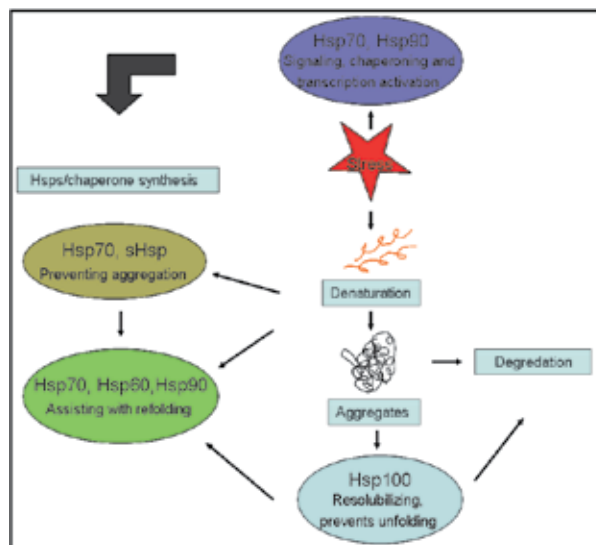 Hsp70, Hsp90
Signaling, chaperoning and
transcription activation
Stress
Hsps/chaperone synthesis
Hsp70, sHsp
Preventing aggregation
Denaturation
Hsp70, Hsp60,Hsp90
Assisting with refolding
Degredation
Aggregates
Hsp100
Resolubilizing,
prevents unfolding